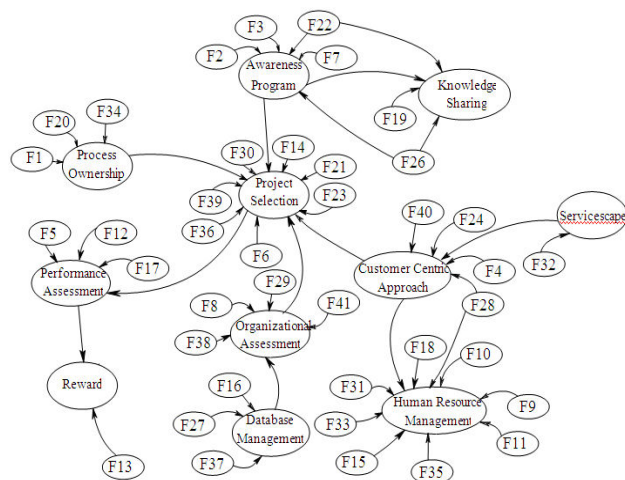 F3
F22
F2
F7
Awareness
Program
Knowledge
Sharing
F19
F26
F20
F34
F1
Process
Ownership
F30
F14
F21
Project
Selection
F39
F23
F36
F6
F40
F24
Servicescape
F32
F5
F12
F17
Performance
Assessment
F29
Customer Centric
Approach
F4
F28
F8
F41
Organizational
Assessment
F38
F18
F10
Reward
F16
F31
Human Resource
Management
F9
F27
Database
Management
F33
F11
F13
F37
F15
F35